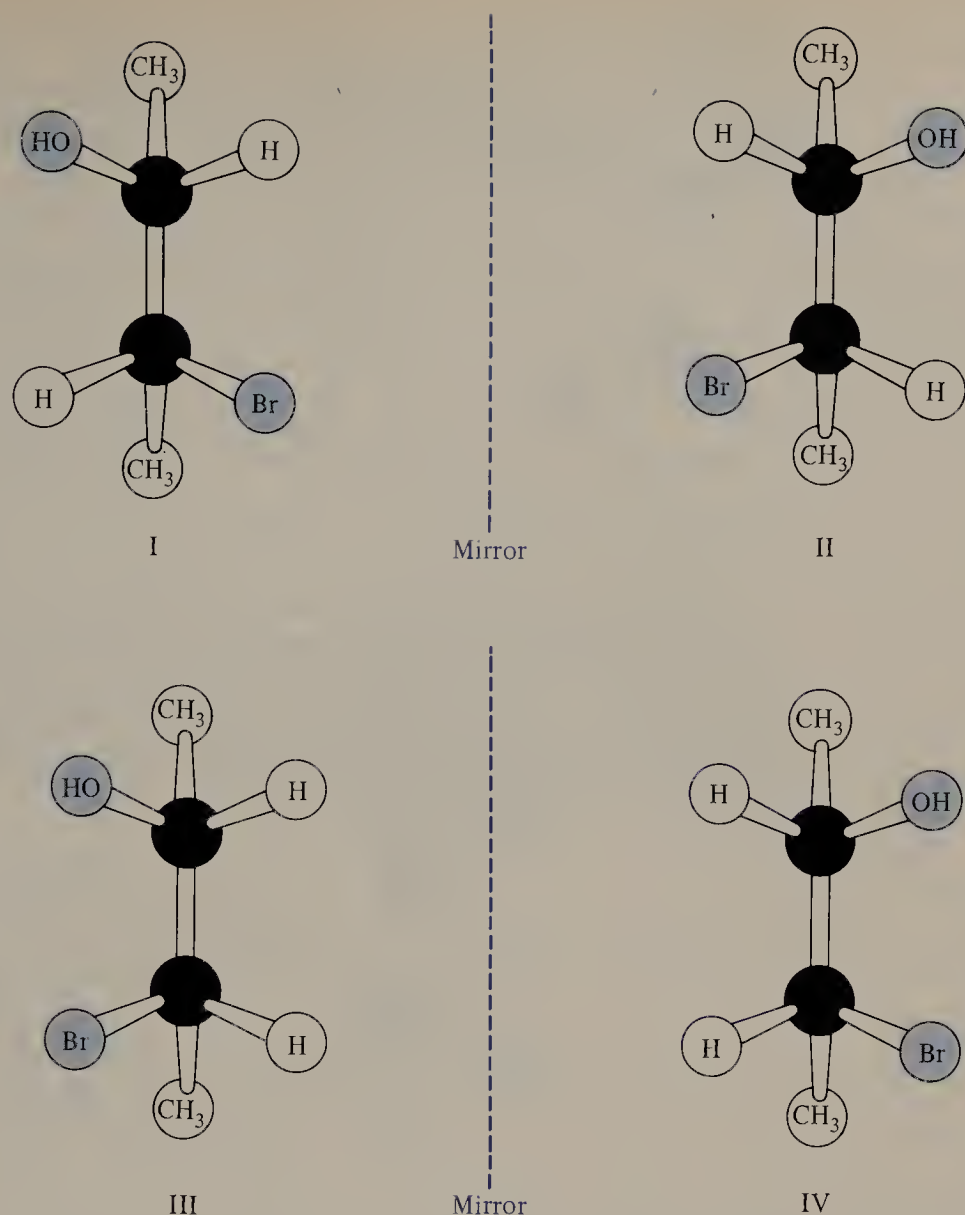 CH₃ CH₃
HO H H OH
H Br Br H
CH₃ CH₃
I II
Mirror
CH₃ CH₃
HO H H OH
Br H H Br
CH₃ CH₃
III Mirror IV